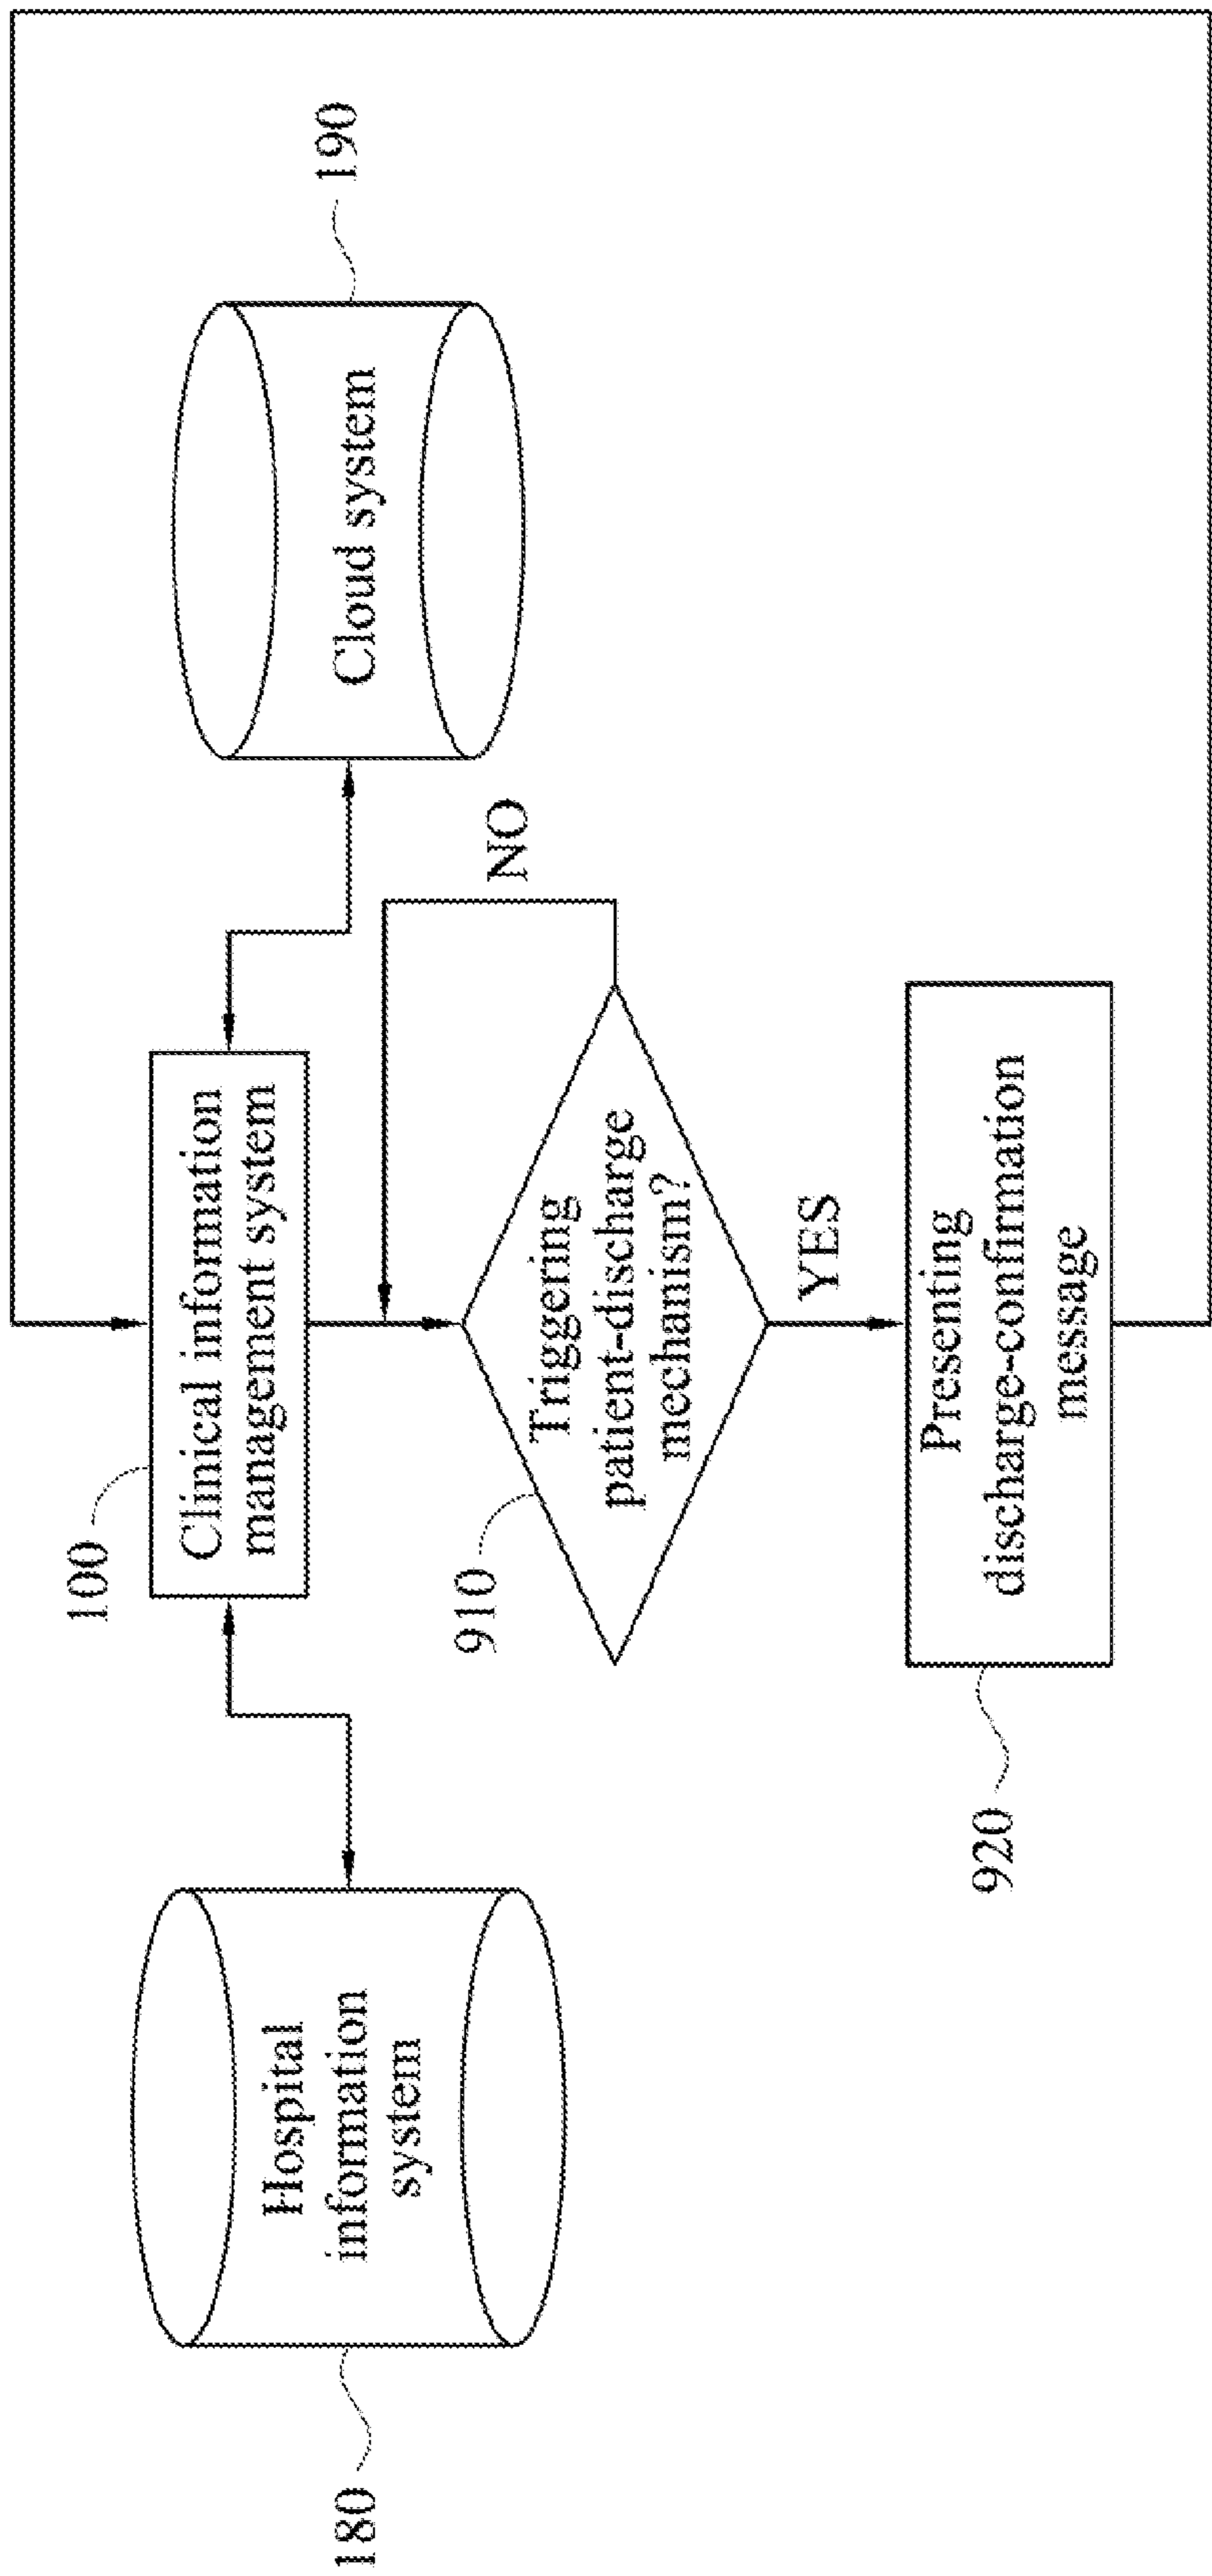 100
Clinical information
management system
Hospital
information
system
180
Cloud system
190
910
Triggering
patient-discharge
mechanism?
NO
YES
Presenting
discharge-confirmation
message
920